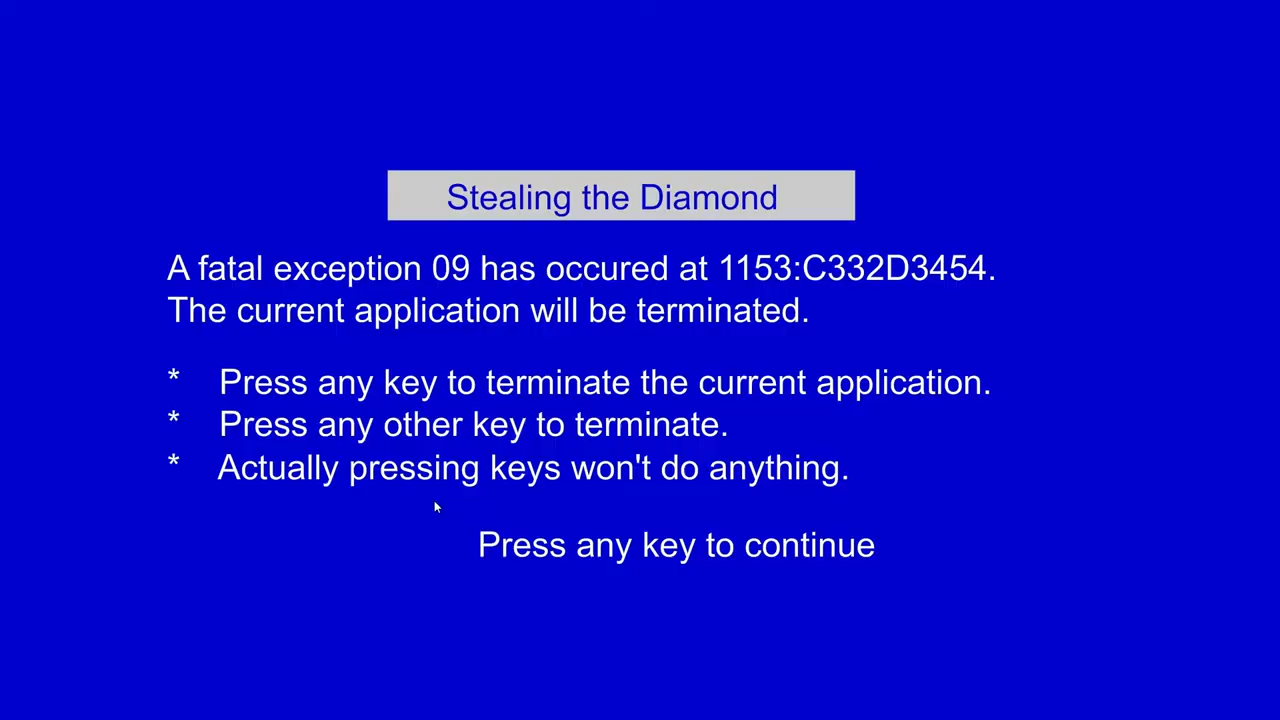 Stealing the Diamond
A fatal exception 09 has occured at 1153:C332D3454.
The current application will be terminated.
* Press any key to terminate the current application.
* Press any other key to terminate.
* Actually pressing keys won't do anything.
Press any key to continue